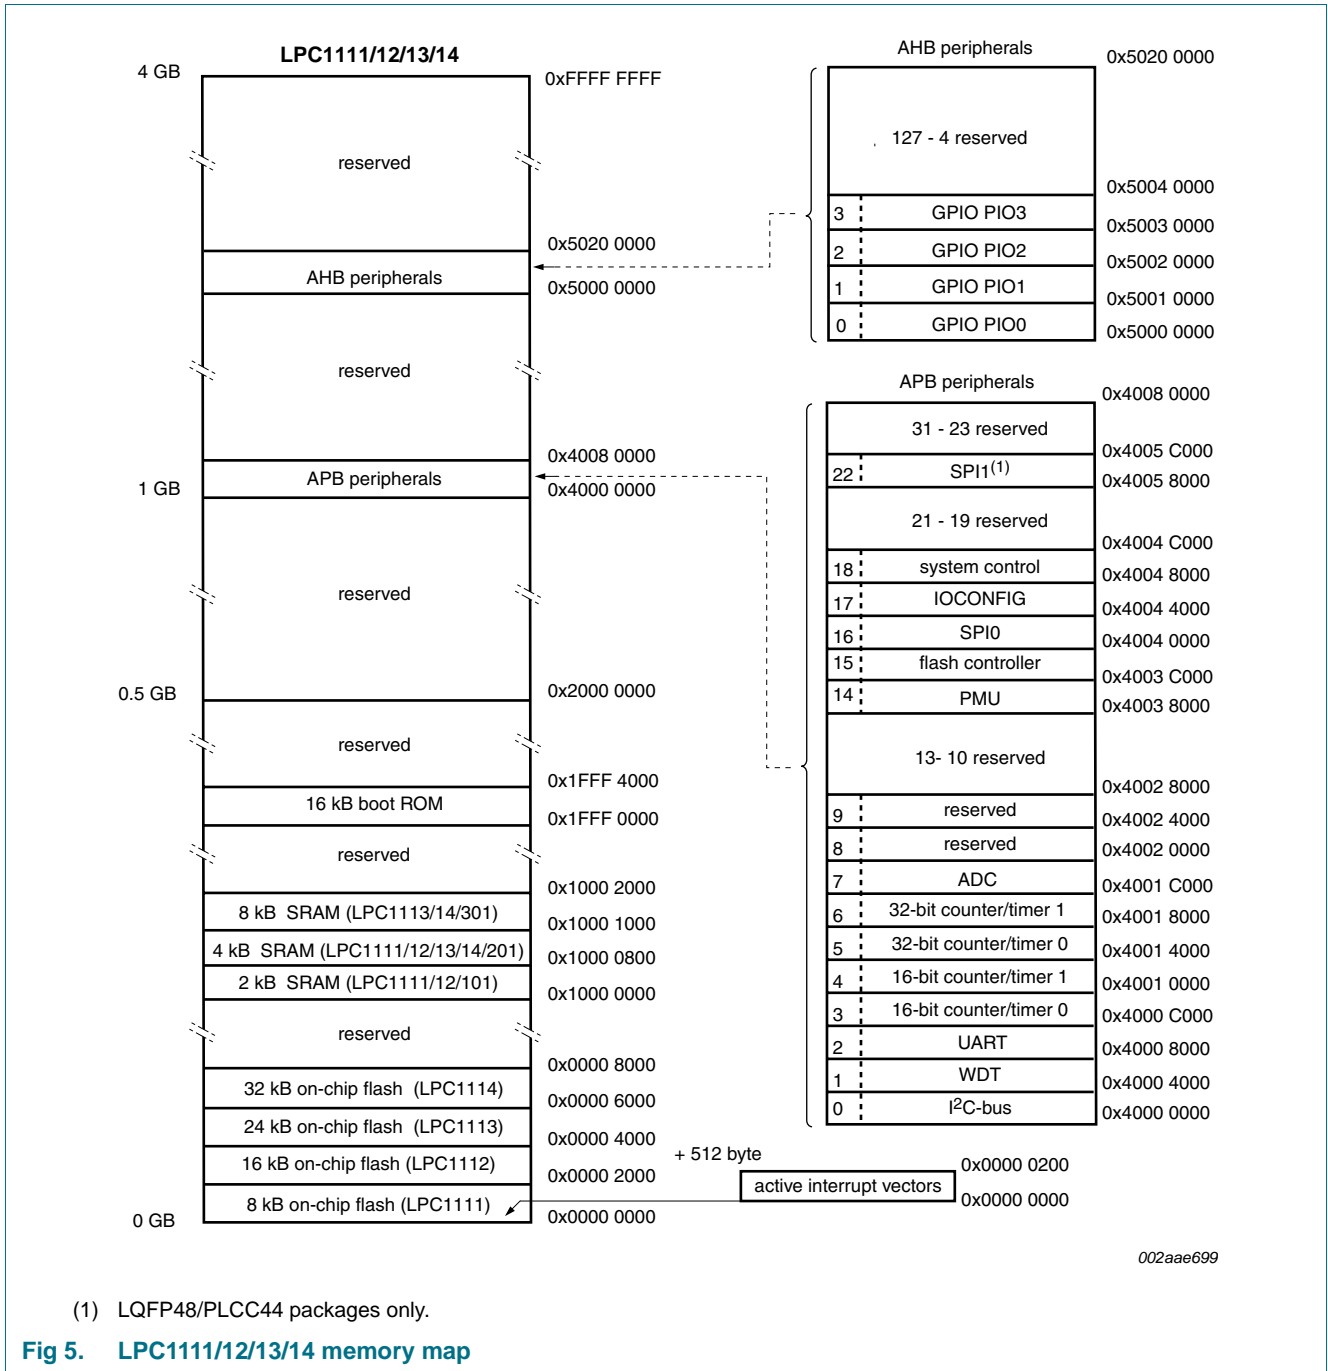 LPC1111/12/13/14
4 GB
0xFFFF FFFF
reserved
0x5020 0000
AHB peripherals
0x5000 0000
reserved
0x4008 0000
APB peripherals
1 GB
0x4000 0000
reserved
0.5 GB
0x2000 0000
reserved
0x1FFF 4000
16 kB boot ROM
0x1FFF 0000
reserved
0x1000 2000
8 kB SRAM (LPC1113/14/301)
0x1000 1000
4 kB SRAM (LPC1111/12/13/14/201)
0x1000 0800
2 kB SRAM (LPC1111/12/101)
0x1000 0000
reserved
0x0000 8000
32 kB on-chip flash (LPC1114)
0x0000 6000
24 kB on-chip flash (LPC1113)
0x0000 4000
16 kB on-chip flash (LPC1112)
0x0000 2000
8 kB on-chip flash (LPC1111)
0 GB
0x0000 0000
AHB peripherals
0x5020 0000
127 - 4 reserved
0x5004 0000
3 GPIO PIO3
0x5003 0000
2 GPIO PIO2
0x5002 0000
1 GPIO PIO1
0x5001 0000
0 GPIO PIO0
0x5000 0000
APB peripherals
0x4008 0000
31 - 23 reserved
0x4005 C000
22 SPI1(1)
0x4005 8000
21 - 19 reserved
0x4004 C000
18 system control
0x4004 8000
17 IOCONFIG
0x4004 4000
16 SPI0
0x4004 0000
15 flash controller
0x4003 C000
14 PMU
0x4003 8000
13- 10 reserved
0x4002 8000
9 reserved
0x4002 4000
8 reserved
0x4002 0000
7 ADC
0x4001 C000
6 32-bit counter/timer 1
0x4001 8000
5 32-bit counter/timer 0
0x4001 4000
4 16-bit counter/timer 1
0x4001 0000
3 16-bit counter/timer 0
0x4000 C000
2 UART
0x4000 8000
1 WDT
0x4000 4000
0 I2C-bus
0x4000 0000
+ 512 byte
0x0000 0200
active interrupt vectors
0x0000 0000
002aae699
(1) LQFP48/PLCC44 packages only.
Fig 5. LPC1111/12/13/14 memory map